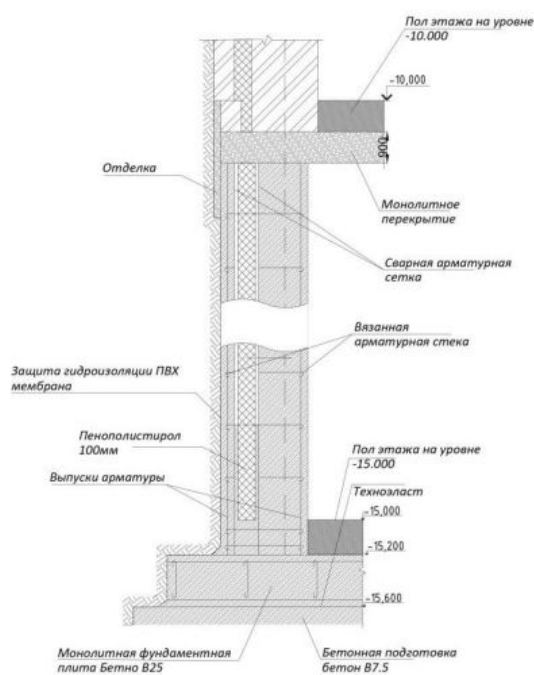 Пол этажа на уровне
-10.000
-10,000
900
Отделка
Монолитное
перекрытие
Сварная арматурная
сетка
Вязанная
арматурная стека
Защита гидроизоляции ПВХ
мембрана
Пенополистирол
100мм
Пол этажа на уровне
-15.000
Выпуски арматуры
Техноэласт
-15,000
-15,200
-15,600
Монолитная фундаментная
плита Бетно В25
Бетонная подготовка
бетон В7.5